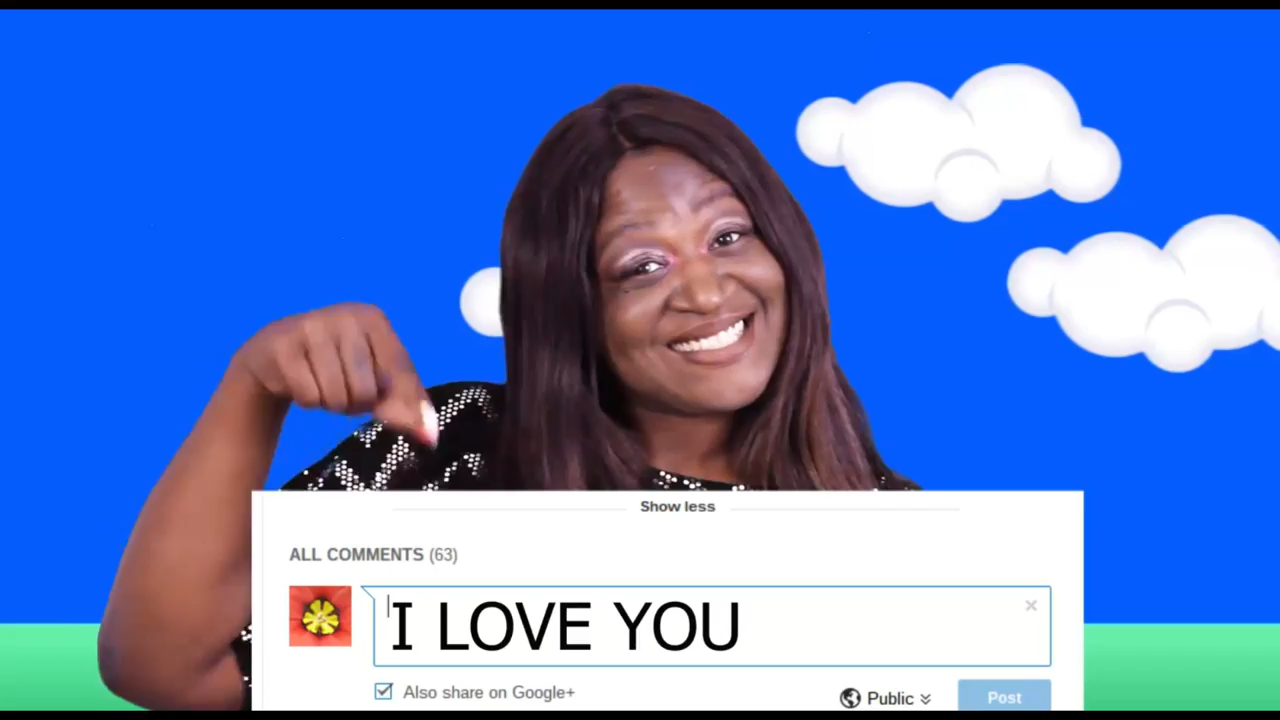 Show less
ALL COMMENTS (63)
I LOVE YOU
Also share on Google+
Public
Post